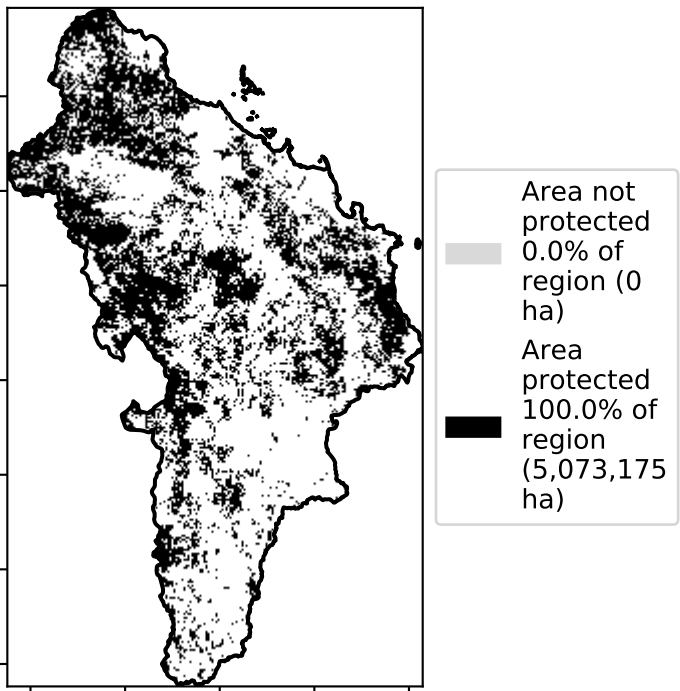 Area not
protected
0.0% of
region (0
ha)
Area
protected
100.0% of
region
(5,073,175
ha)